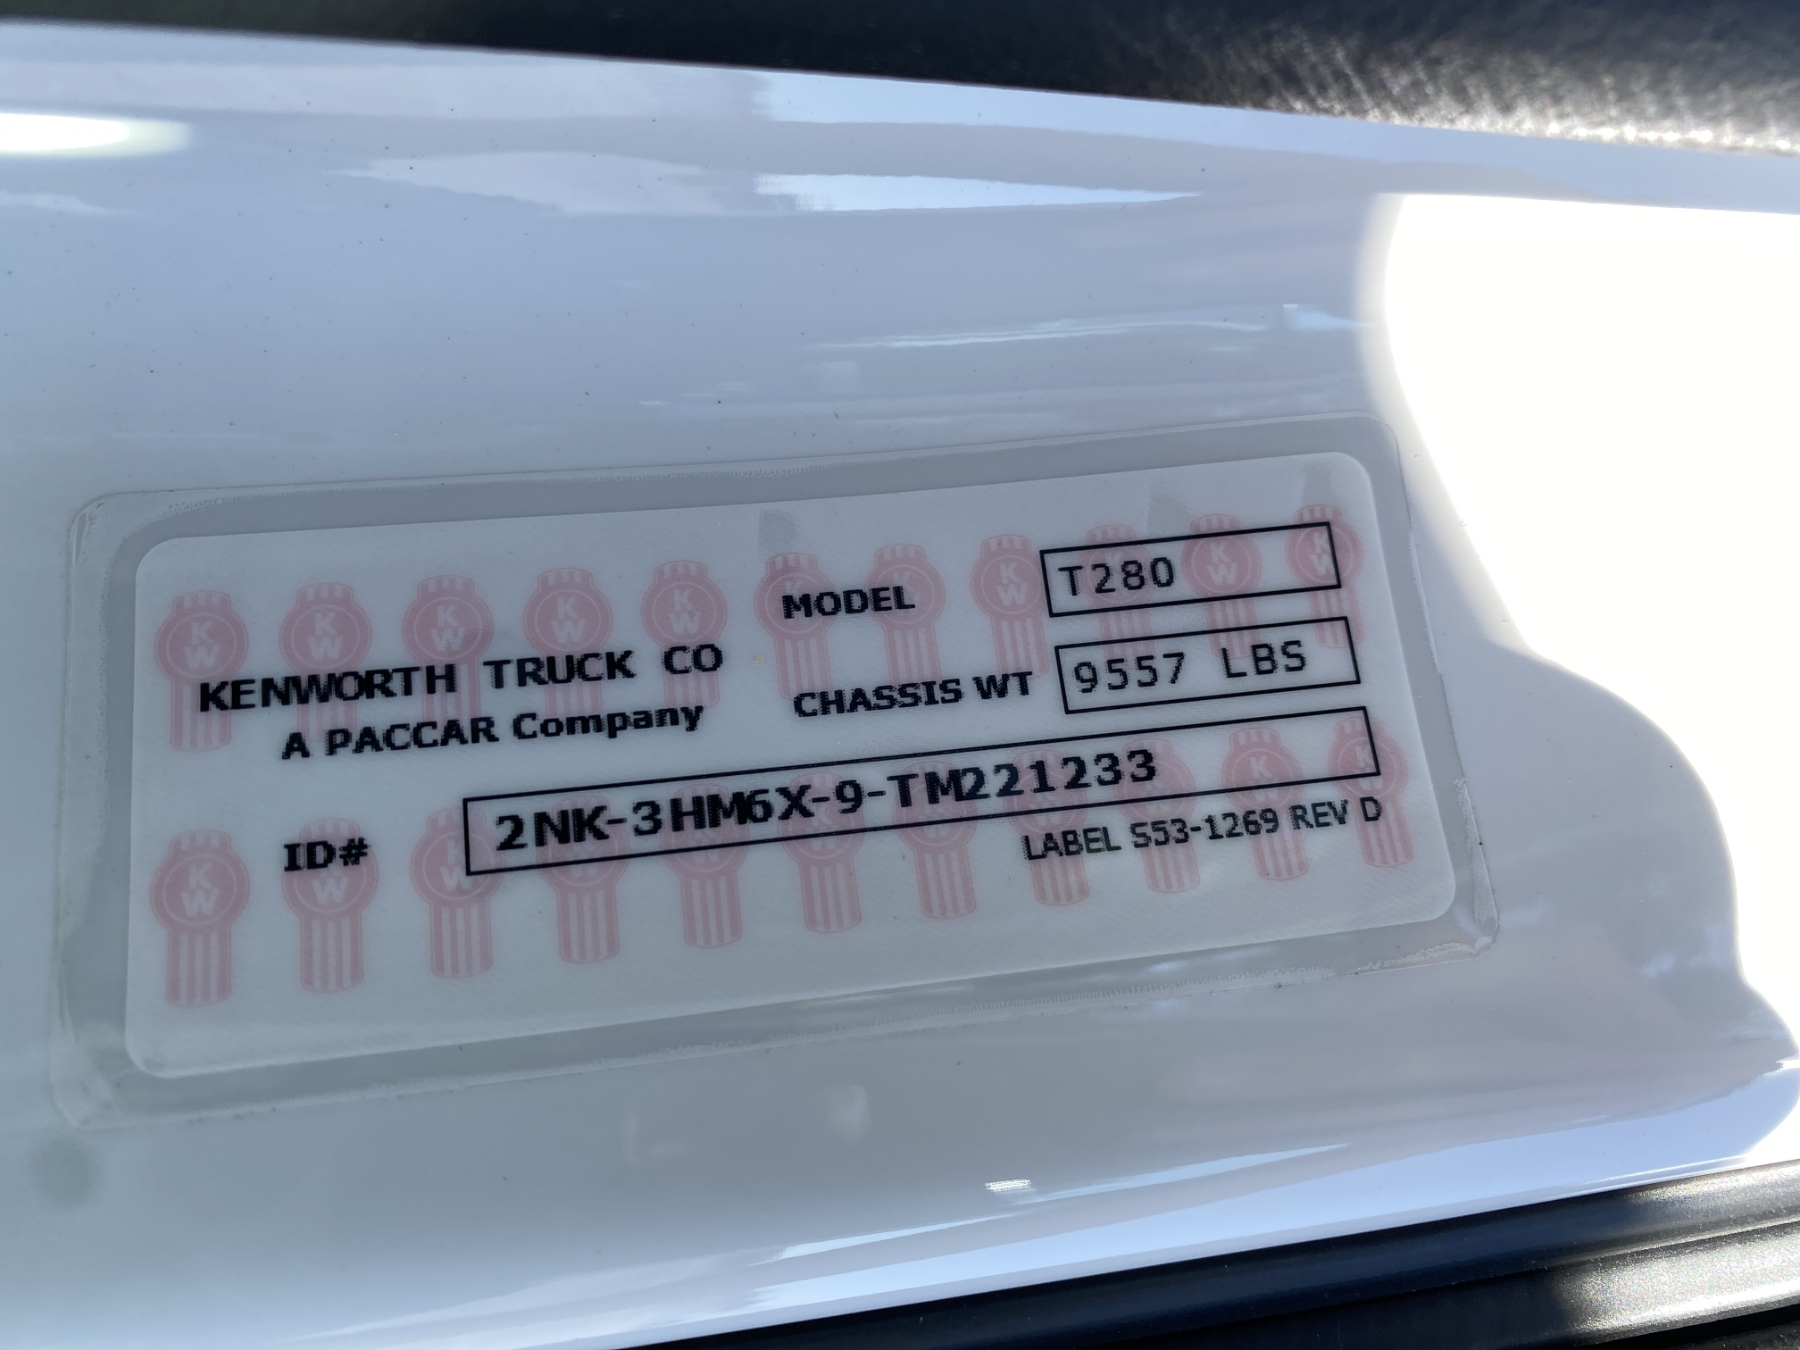 KENWORTH TRUCK CO
A PACCAR Company
MODEL T280
CHASSIS WT 9557 LBS
ID# 2NK-3HM6X-9-TM221233
LABEL S53-1269 REV D